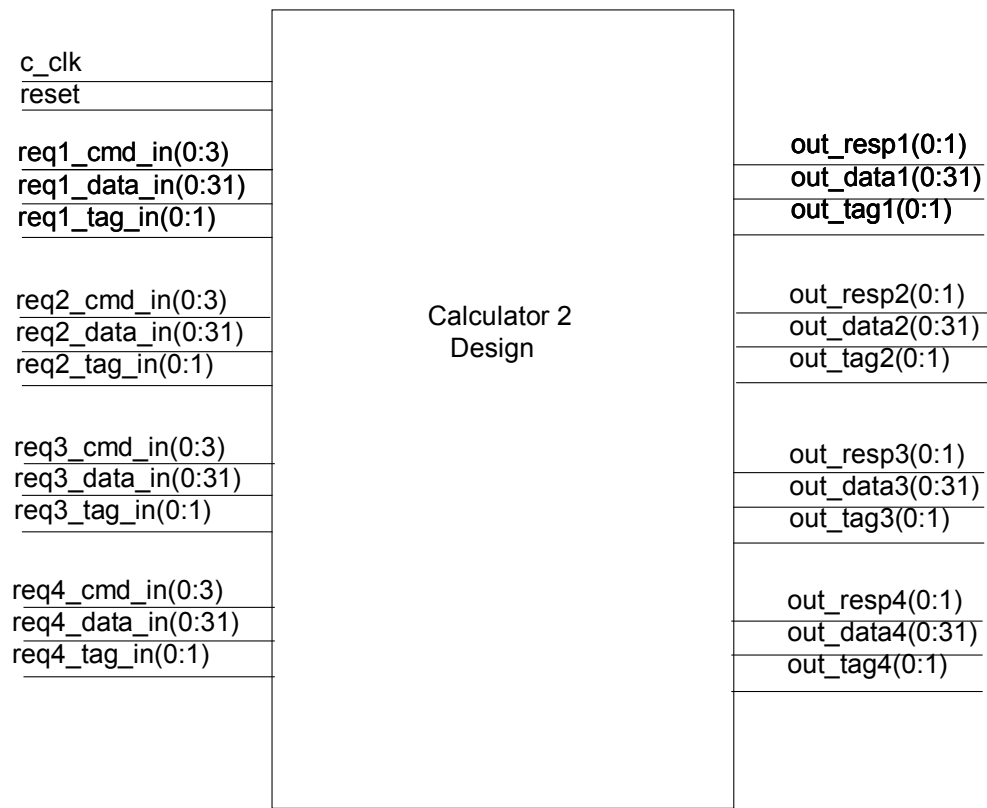 c_clk
reset
req1_cmd_in(0:3)
req1_data_in(0:31)
req1_tag_in(0:1)
req2_cmd_in(0:3)
req2_data_in(0:31)
req2_tag_in(0:1)
req3_cmd_in(0:3)
req3_data_in(0:31)
req3_tag_in(0:1)
req4_cmd_in(0:3)
req4_data_in(0:31)
req4_tag_in(0:1)
Calculator 2
Design
out_resp1(0:1)
out_data1(0:31)
out_tag1(0:1)
out_resp2(0:1)
out_data2(0:31)
out_tag2(0:1)
out_resp3(0:1)
out_data3(0:31)
out_tag3(0:1)
out_resp4(0:1)
out_data4(0:31)
out_tag4(0:1)